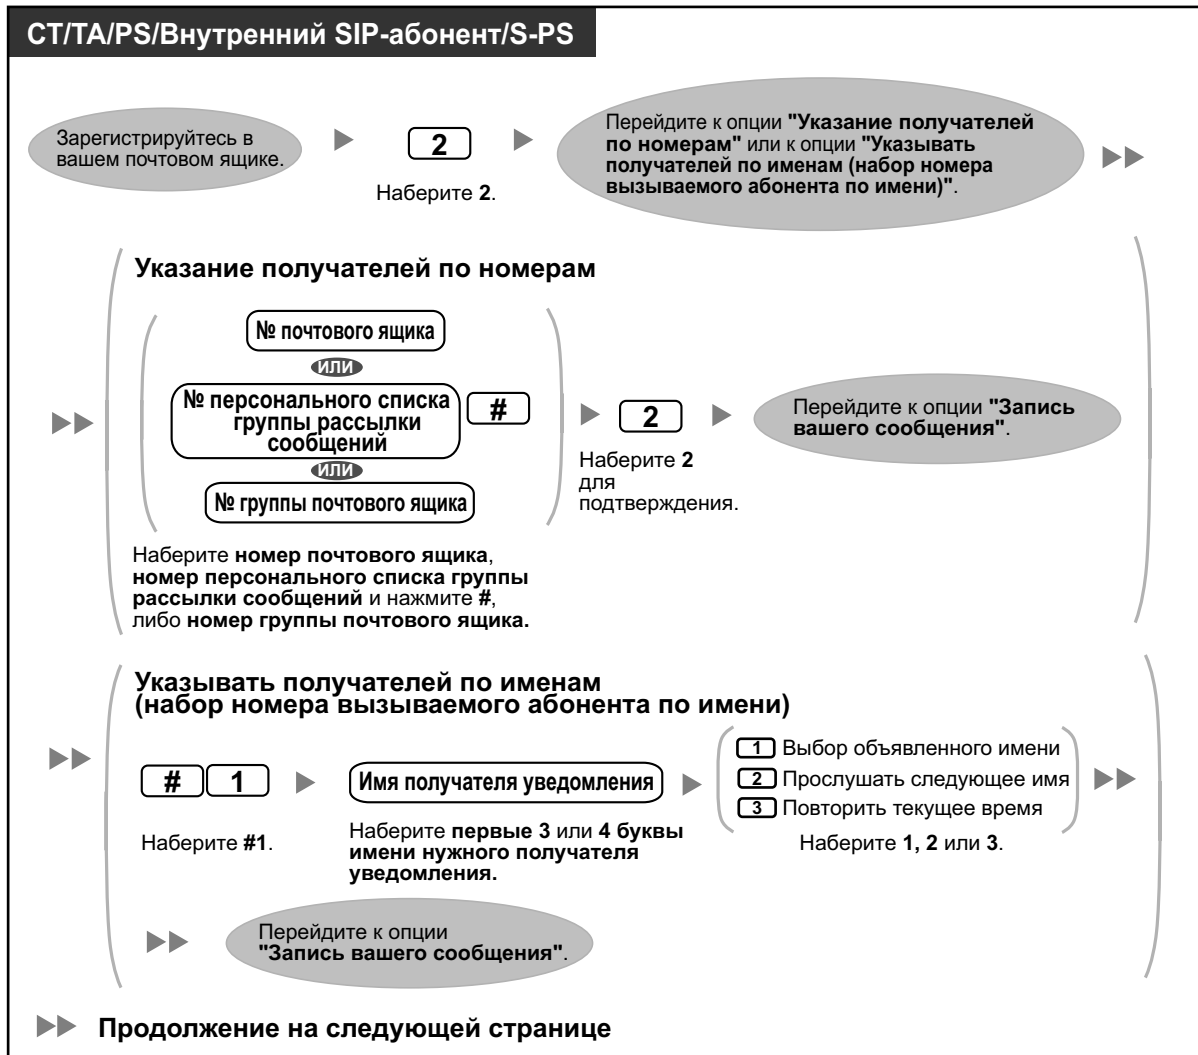 СТ/ТА/PS/Внутренний SIP-абонент/S-PS
Зарегистрируйтесь в
вашем почтовом ящике.
2
Наберите 2.
Перейдите к опции "Указание получателей
по номерам" или к опции "Указывать
получателей по именам (набор номера
вызываемого абонента по имени)".
Указание получателей по номерам
№ почтового ящика
ИЛИ
№ персонального списка
группы рассылки
сообщений
#
ИЛИ
№ группы почтового ящика
Наберите номер почтового ящика,
номер персонального списка группы
рассылки сообщений и нажмите #,
либо номер группы почтового ящика.
2
Наберите 2
для
подтверждения.
Перейдите к опции "Запись
вашего сообщения".
Указывать получателей по именам
(набор номера вызываемого абонента по имени)
# 1
Наберите #1.
Имя получателя уведомления
Наберите первые 3 или 4 буквы
имени нужного получателя
уведомления.
1 Выбор объявленного имени
2 Прослушать следующее имя
3 Повторить текущее время
Наберите 1, 2 или 3.
Перейдите к опции
"Запись вашего сообщения".
Продолжение на следующей странице